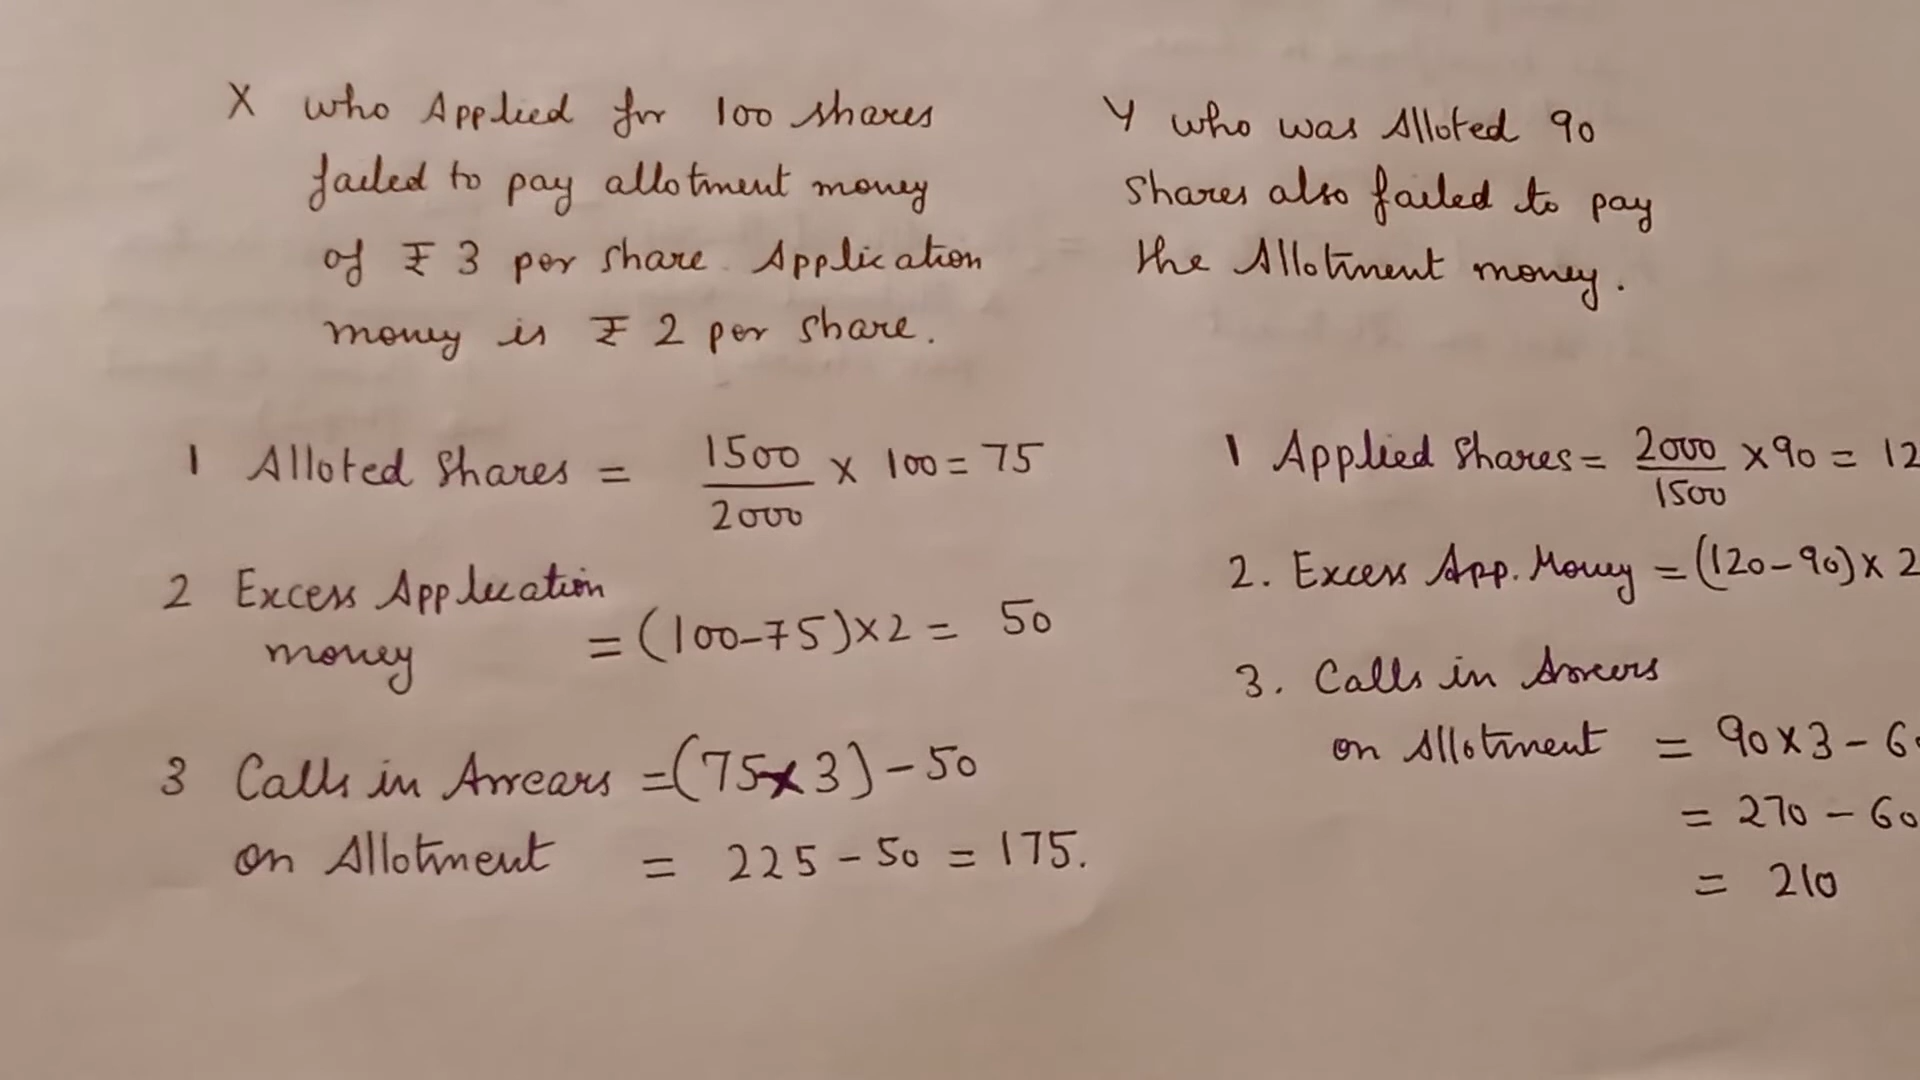 X who Applied for 100 shares
failed to pay allotment money
of ₹ 3 per share. Application
money is ₹ 2 per share.
1 Alloted Shares = 1500/2000 x 100 = 75
2 Excess Application
money = (100-75)x2 = 50
3 Calls in Arrears =(75x3)-50
on Allotment = 225-50 = 175.
Y who was Alloted 90
shares also failed to pay
the Allotment money.
1 Applied Shares = 2000/1500 x90 = 12
2. Excess App. Money = (120-90)x 2
3. Calls in Arrears
on Allotment = 90x3-6
= 270-60
= 210